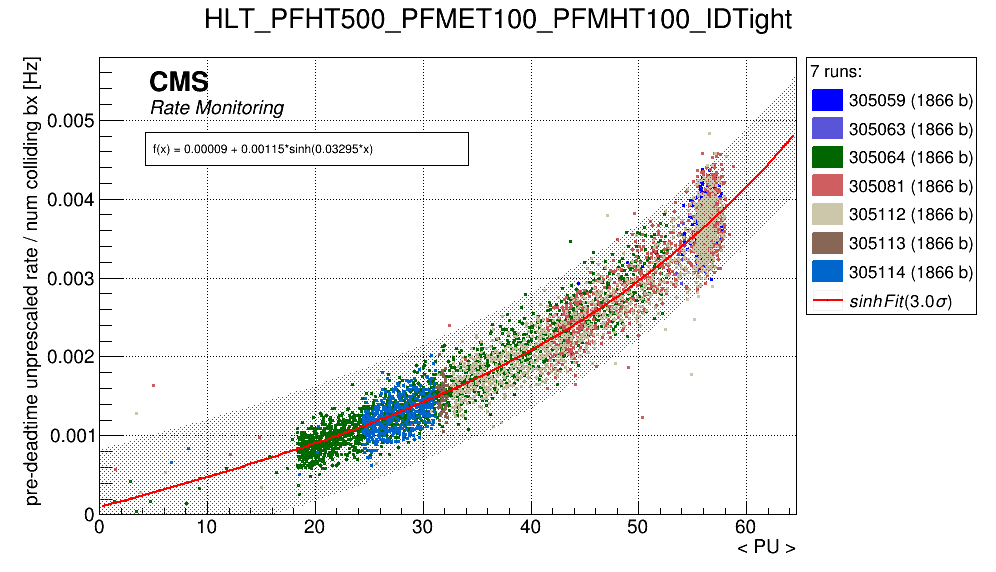 HLT_PFHT500_PFMET100_PFMHT100_IDTight
pre-deadtime unprescaled rate / num colliding bx [Hz]
CMS
Rate Monitoring
f(x) = 0.00009 + 0.00115*sinh(0.03295*x)
0.005
0.004
0.003
0.002
0.001
0
0 10 20 30 40 50 60
< PU >
7 runs:
305059 (1866 b)
305063 (1866 b)
305064 (1866 b)
305081 (1866 b)
305112 (1866 b)
305113 (1866 b)
305114 (1866 b)
sinhFit(3.0σ)